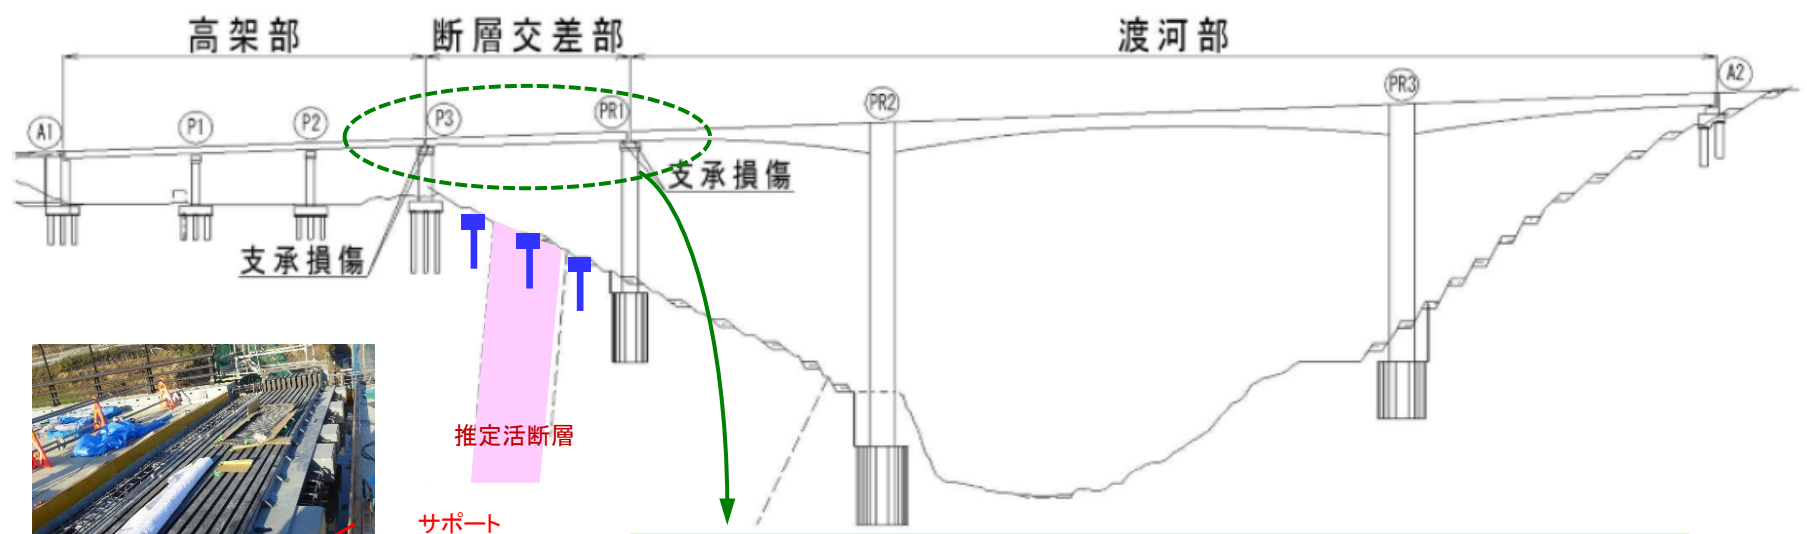 高架部
断層交差部
渡河部
A1
P1
P2
P3
PR1
PR2
PR3
A2
支承損傷
支承損傷
推定活断層
サポート